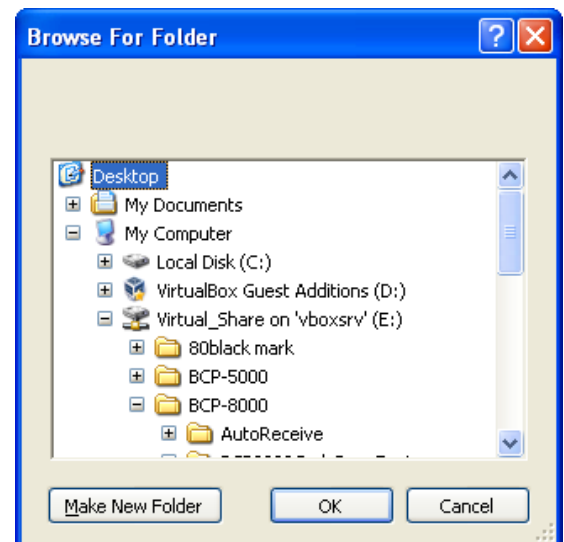 Browse For Folder
Desktop
My Documents
My Computer
Local Disk (C:)
VirtualBox Guest Additions (D:)
Virtual_Share on 'vboxsrv' (E:)
80black mark
BCP-5000
BCP-8000
AutoReceive
Make New Folder OK Cancel